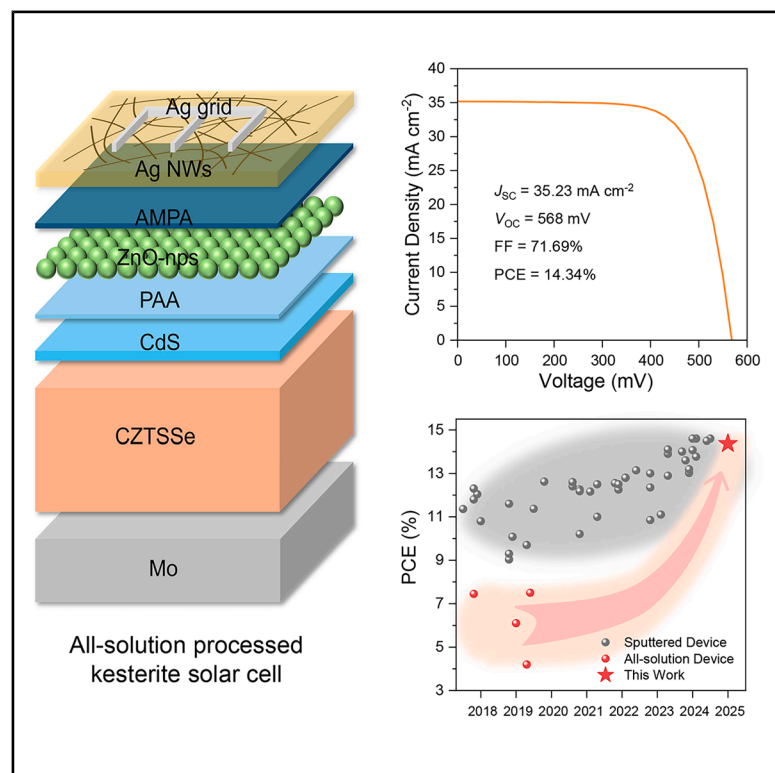 Ag grid
Ag NWs
AMPA
ZnO-nps
PAA
CdS
CZTSSe
Mo
All-solution processed
kesterite solar cell
40
35
30
25
20
15
10
5
0
Current Density (mA cm⁻²)
J_SC = 35.23 mA cm⁻²
V_OC = 568 mV
FF = 71.69%
PCE = 14.34%
0 100 200 300 400 500 600
Voltage (mV)
15
13
11
9
7
5
3
PCE (%)
Sputtered Device
All-solution Device
This Work
2018 2019 2020 2021 2022 2023 2024 2025